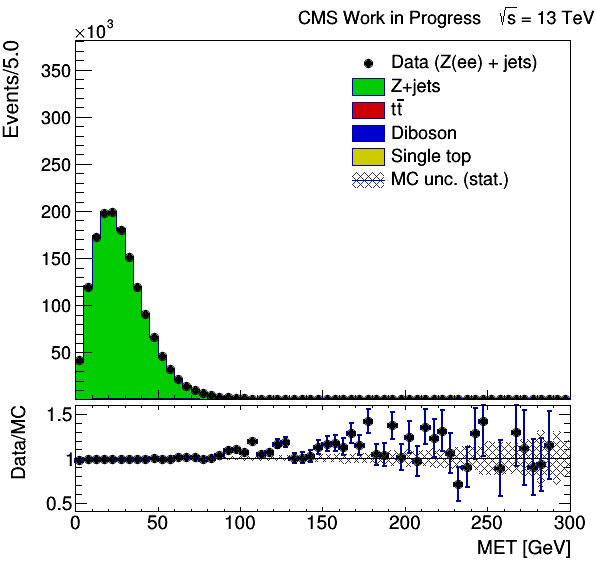 CMS Work in Progress √s = 13 TeV
×10³
Events/5.0
350
300
250
200
150
100
50
Data (Z(ee) + jets)
Z+jets
tt̅
Diboson
Single top
MC unc. (stat.)
Data/MC
1.5
1
0.5
0 50 100 150 200 250 300
MET [GeV]